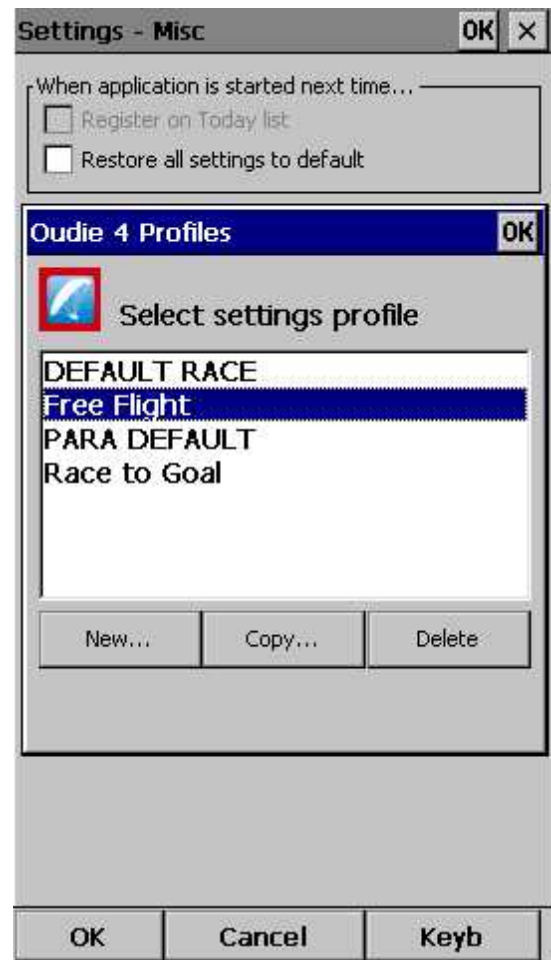 Settings - Misc OK ×
When application is started next time...
Register on Today list
Restore all settings to default
Oudie 4 Profiles OK
Select settings profile
DEFAULT RACE
Free Flight
PARA DEFAULT
Race to Goal
New... Copy... Delete
OK Cancel Keyb